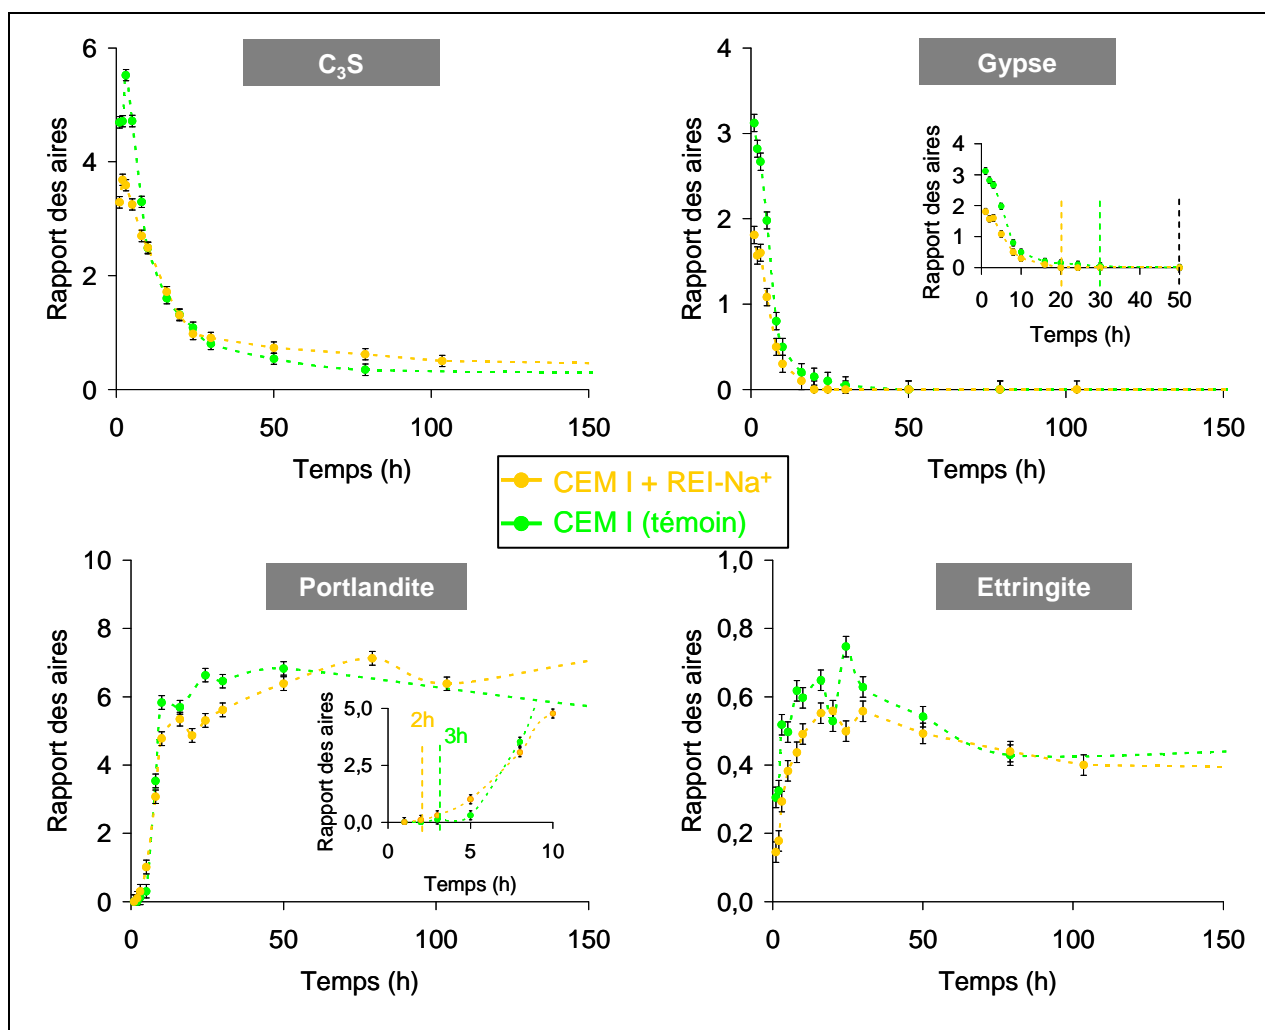 C₃S
Rapport des aires
6
4
2
0
0 50 100 150
Temps (h)
Gypse
Rapport des aires
4
3
2
1
0
0 50 100 150
Temps (h)
Rapport des aires
4
3
2
1
0
0 10 20 30 40 50
Temps (h)
CEM I + REI-Na⁺
CEM I (témoin)
Portlandite
Rapport des aires
10
8
6
4
2
0
0 50 100 150
Temps (h)
Rapport des aires
5,0
2,5
0,0
2h
3h
0 5 10
Temps (h)
Ettringite
Rapport des aires
1,0
0,8
0,6
0,4
0,2
0,0
0 50 100 150
Temps (h)